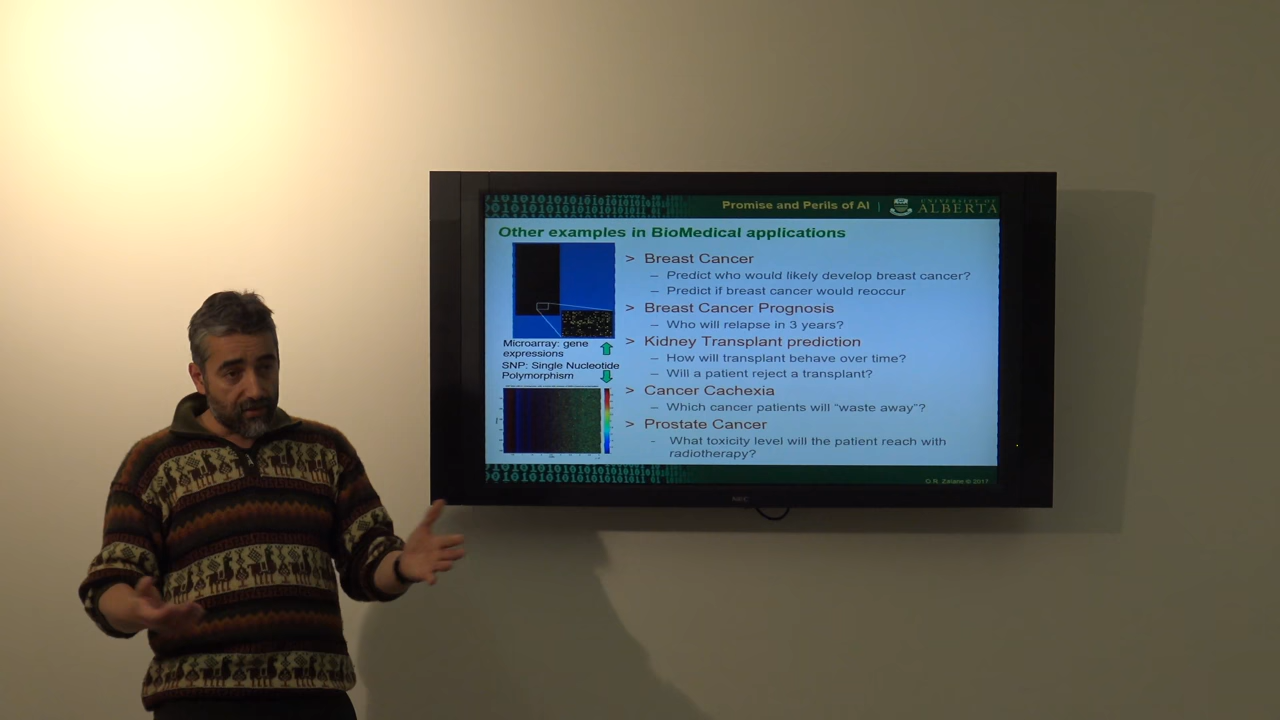 Promise and Perils of AI
UNIVERSITY OF
ALBERTA
Other examples in BioMedical applications
Microarray: gene
expressions
SNP: Single Nucleotide
Polymorphism
> Breast Cancer
– Predict who would likely develop breast cancer?
– Predict if breast cancer would reoccur
> Breast Cancer Prognosis
– Who will relapse in 3 years?
> Kidney Transplant prediction
– How will transplant behave over time?
– Will a patient reject a transplant?
> Cancer Cachexia
– Which cancer patients will “waste away”?
> Prostate Cancer
- What toxicity level will the patient reach with
radiotherapy?
O.R. Zaïane © 2017
NEC